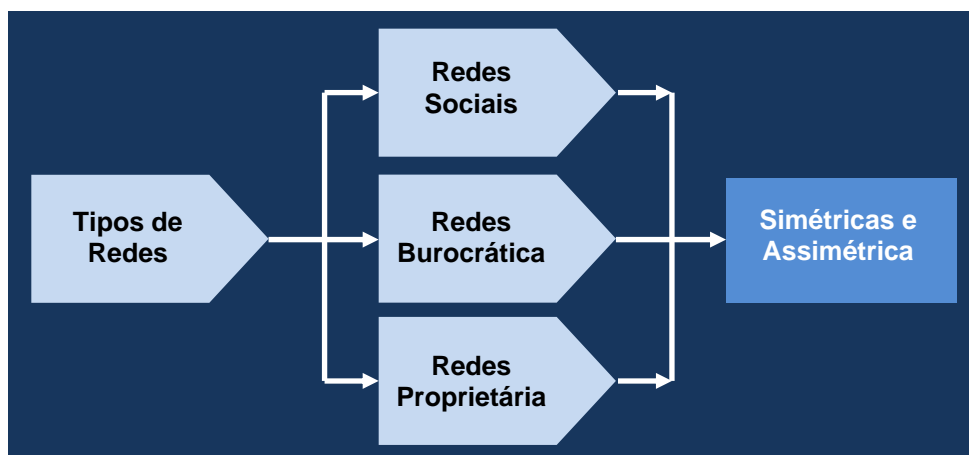 Tipos de
Redes
Redes
Sociais
Redes
Burocrática
Redes
Proprietária
Simétricas e
Assimétrica